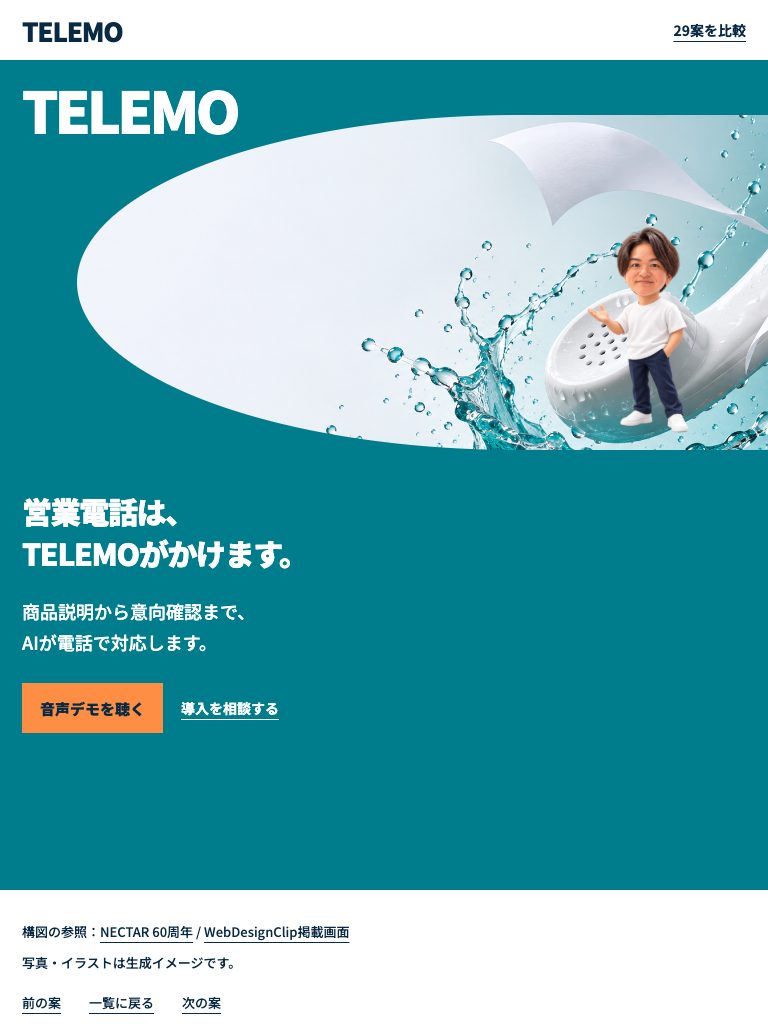 TELEMO
29案を比較
TELEMO
営業電話は、
TELEMOがかけます。
商品説明から意向確認まで、
AIが電話で対応します。
音声デモを聴く
導入を相談する
構図の参照：NECTAR 60周年 / WebDesignClip掲載画面
写真・イラストは生成イメージです。
前の案
一覧に戻る
次の案